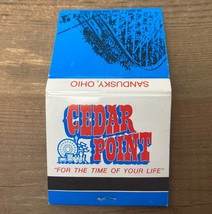 SANDUSKY, OHIO
CEDAR
POINT
"FOR THE TIME OF YOUR LIFE"